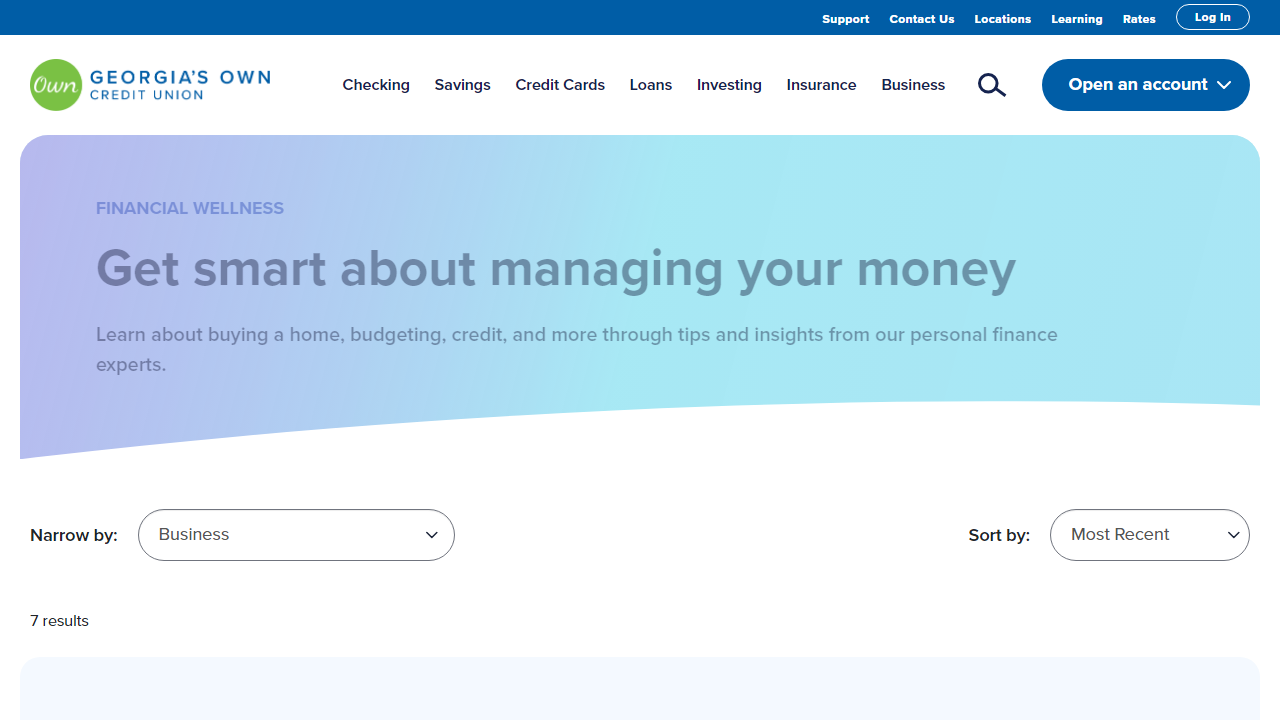 Support Contact Us Locations Learning Rates Log In
Own GEORGIA'S OWN
CREDIT UNION
Checking Savings Credit Cards Loans Investing Insurance Business Open an account
FINANCIAL WELLNESS
Get smart about managing your money
Learn about buying a home, budgeting, credit, and more through tips and insights from our personal finance
experts.
Narrow by: Business Sort by: Most Recent
7 results